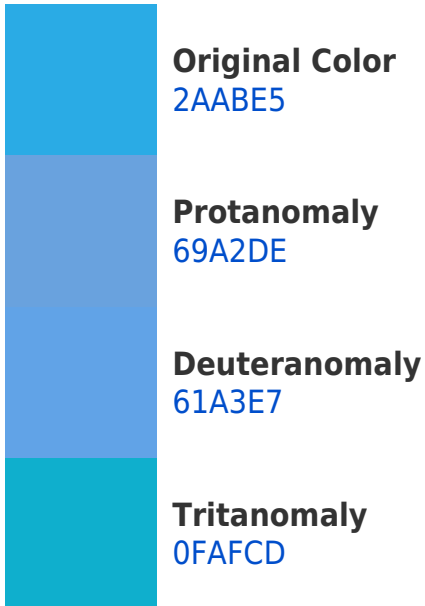 Original Color
2AABE5
Protanomaly
69A2DE
Deuteranomaly
61A3E7
Tritanomaly
0FAFCD